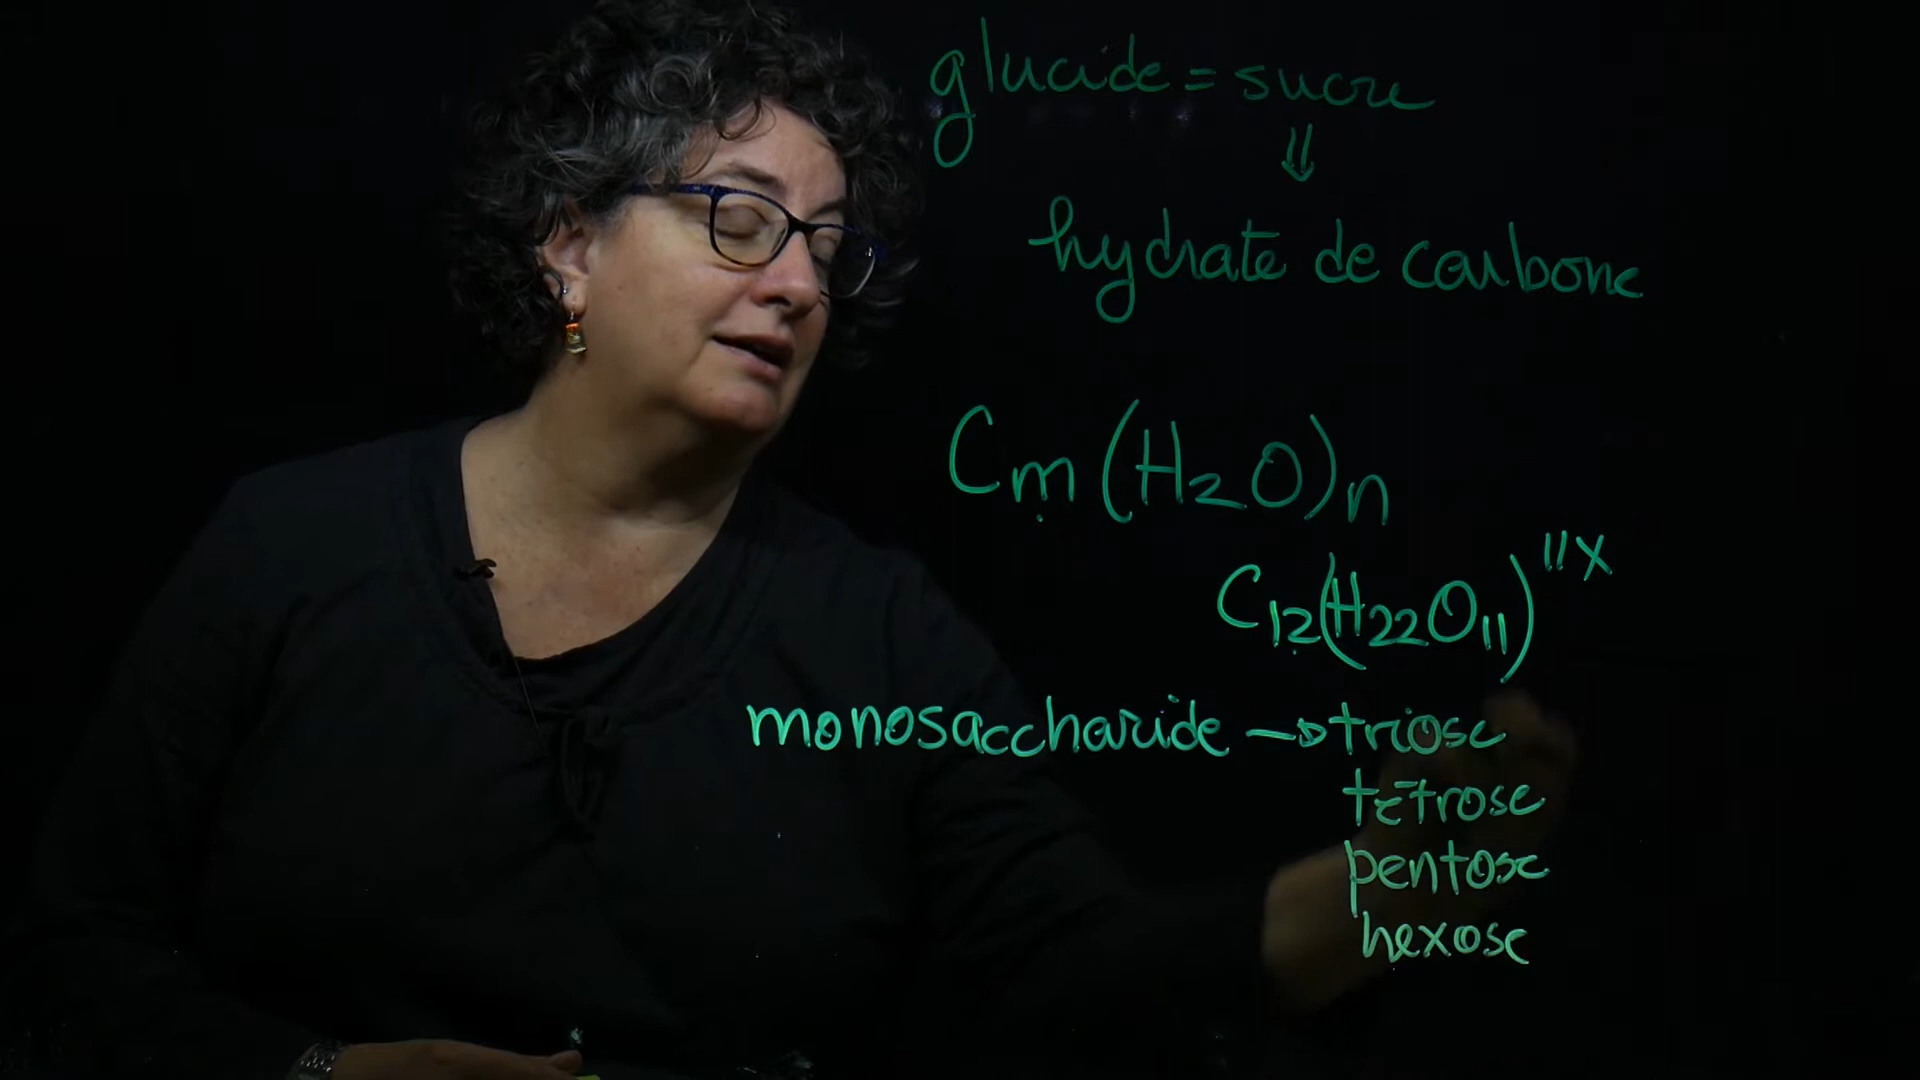 glucide = sucre
⇓
hydrate de carbone
Cm(H2O)n
C12(H22O11) 11x
monosaccharide → triose
tétrose
pentose
hexose